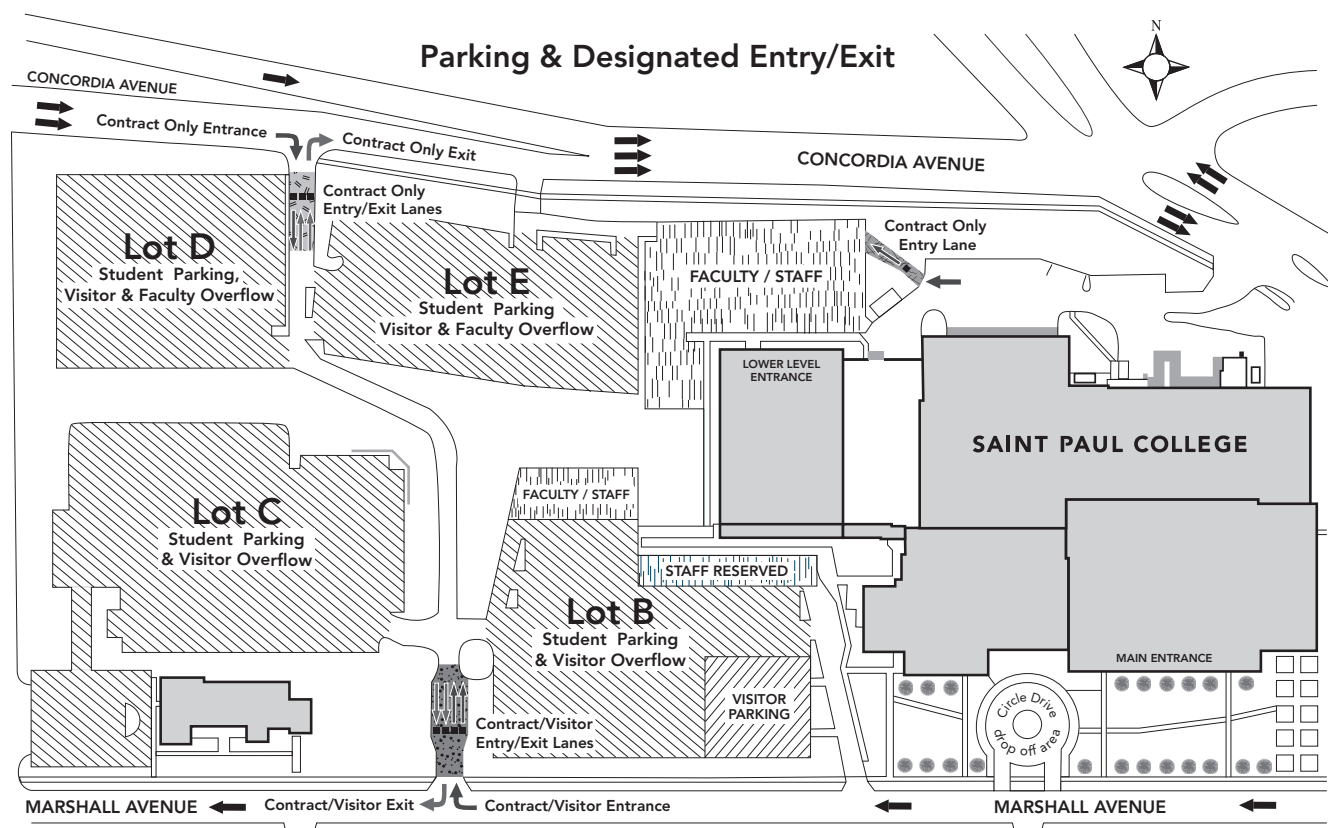 N
Parking & Designated Entry/Exit
CONCORDIA AVENUE
Contract Only Entrance
Contract Only Exit
CONCORDIA AVENUE
Contract Only
Entry/Exit Lanes
Contract Only
Entry Lane
Lot D
Student Parking,
Visitor & Faculty Overflow
Lot E
Student Parking
Visitor & Faculty Overflow
FACULTY / STAFF
LOWER LEVEL
ENTRANCE
SAINT PAUL COLLEGE
Lot C
Student Parking
& Visitor Overflow
FACULTY / STAFF
STAFF RESERVED
Lot B
Student Parking
& Visitor Overflow
VISITOR
PARKING
MAIN ENTRANCE
Circle Drive
drop off area
Contract/Visitor
Entry/Exit Lanes
MARSHALL AVENUE
Contract/Visitor Exit
Contract/Visitor Entrance
MARSHALL AVENUE